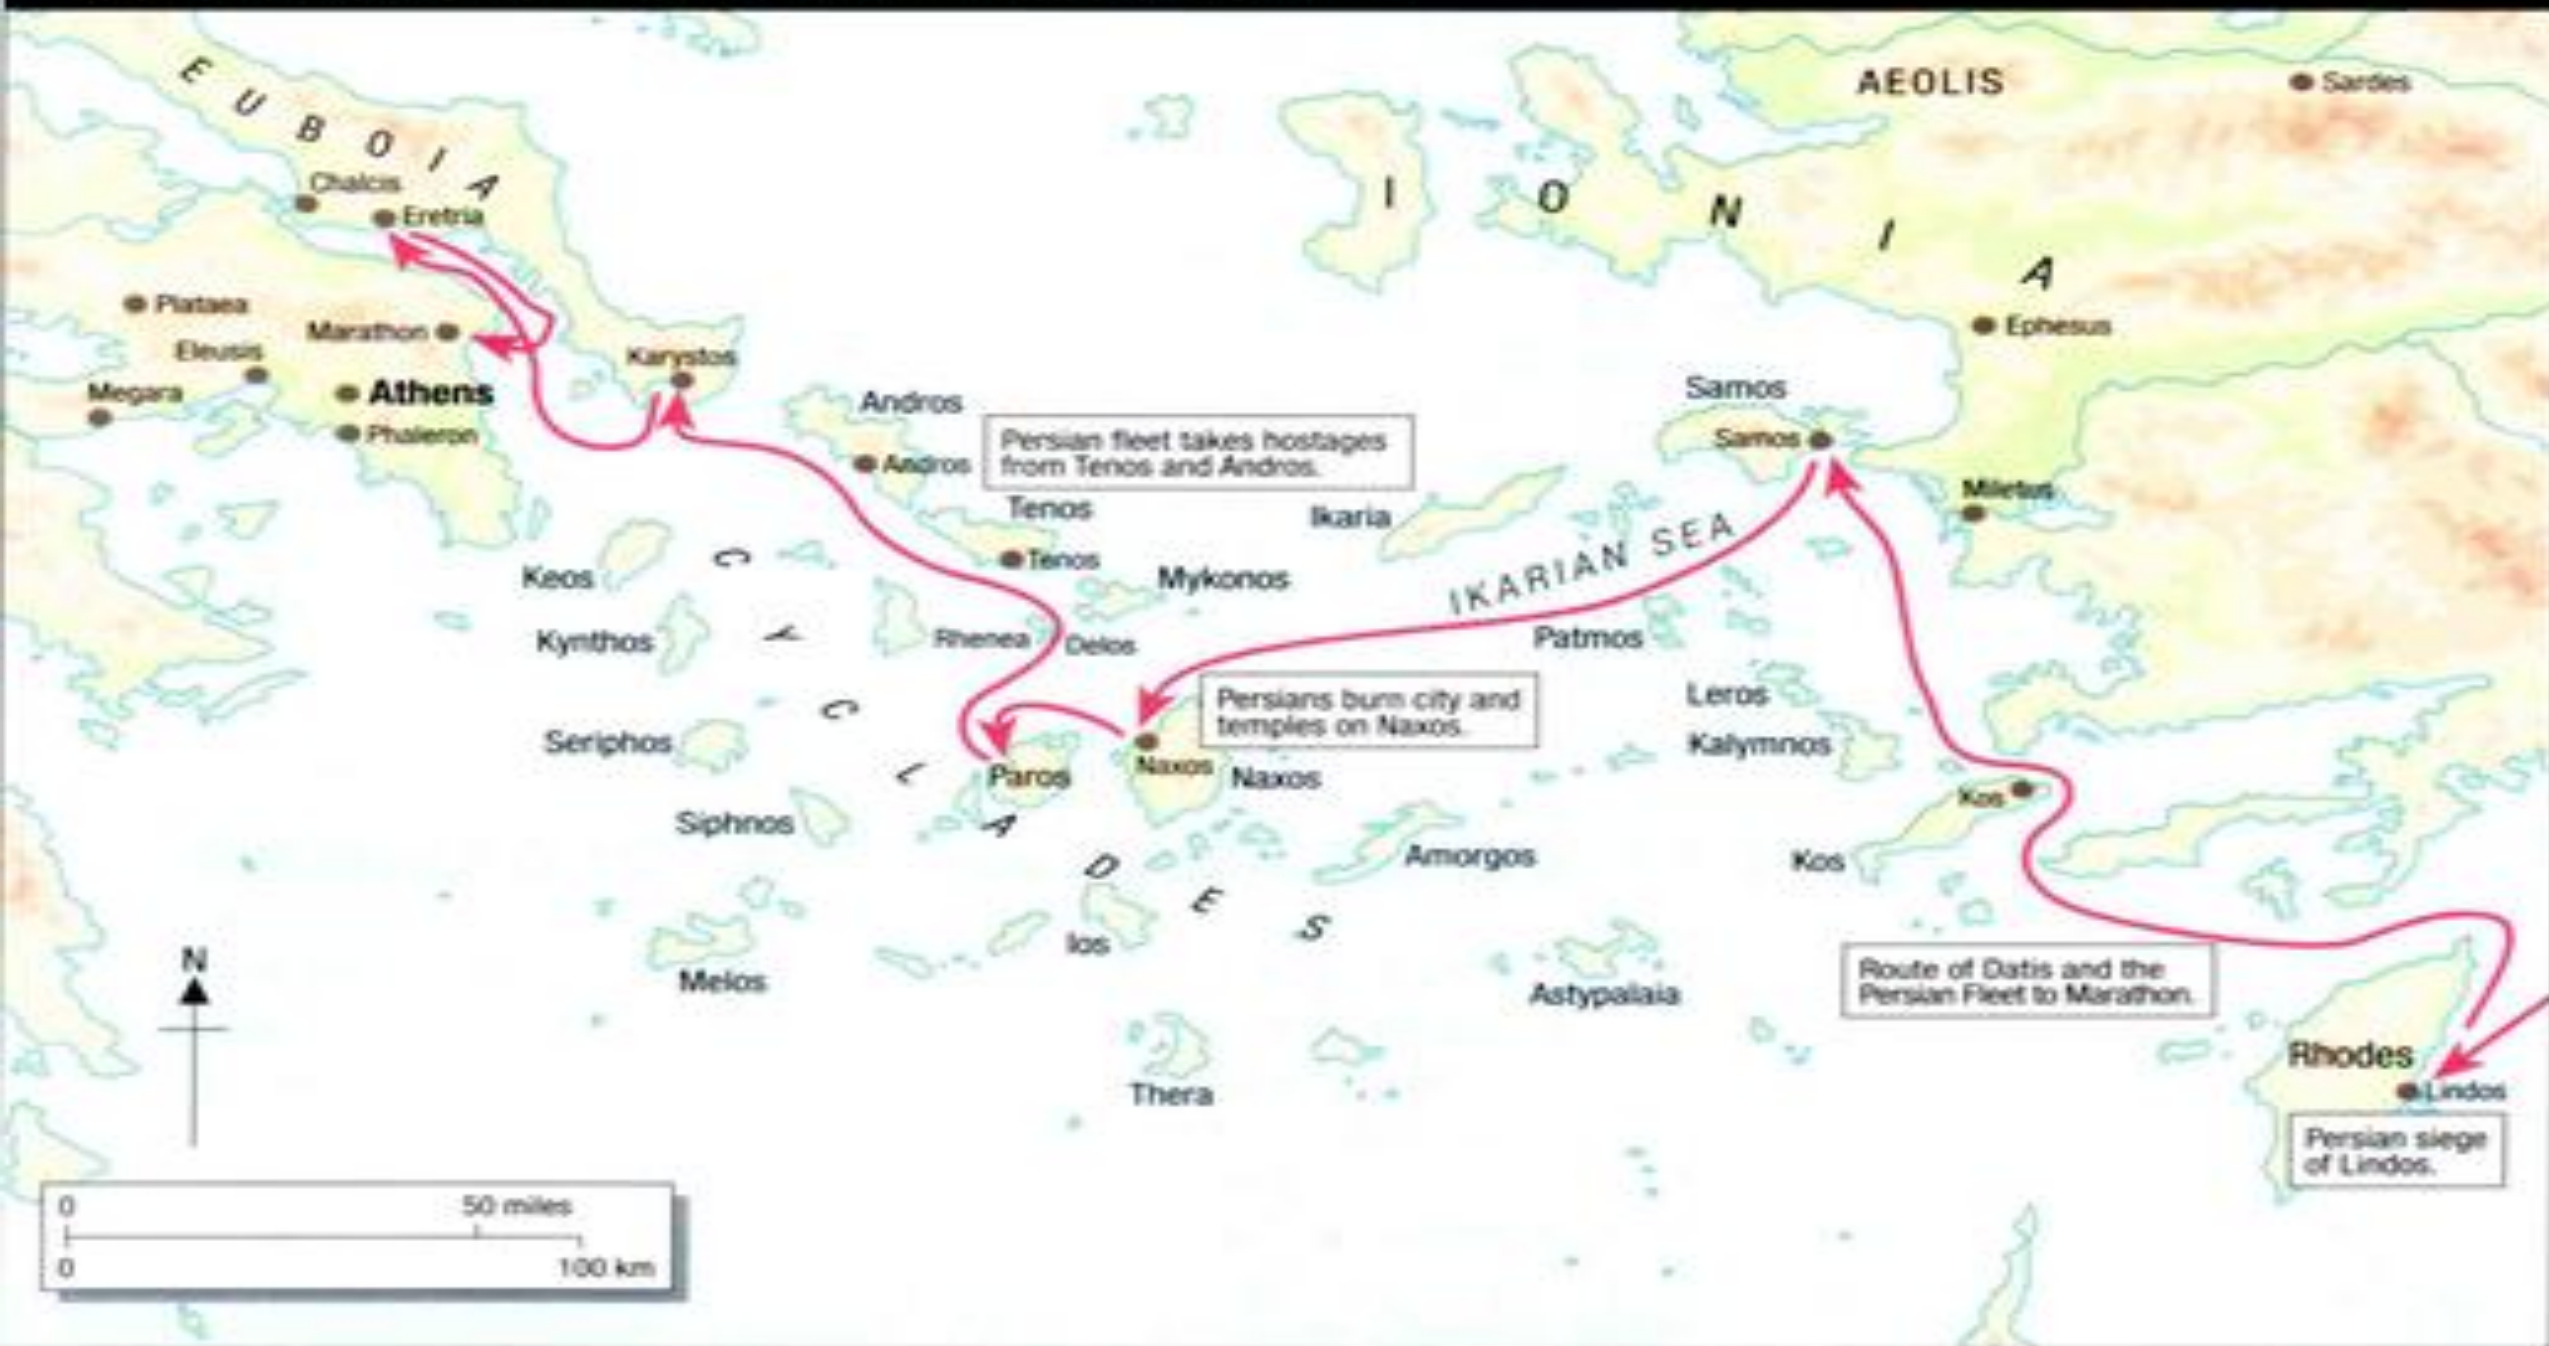 EUBOIA
Chalcis
Eretria
Plataea
Marathon
Eleusis
Megara
Athens
Phaleron
Karystos
AEOLIS
Sardes
IONIA
Ephesus
Samos
Samos
Miletus
Andros
Andros
Persian fleet takes hostages
from Tenos and Andros.
Tenos
Tenos
Ikaria
IKARIAN SEA
Keos
Mykonos
Kynthos
Rhenea
Delos
Patmos
CYCLADES
Persians burn city and
temples on Naxos.
Leros
Seriphos
Kalymnos
Paros
Naxos
Naxos
Kos
Siphnos
Amorgos
Kos
Ios
Melos
Astypalaia
Route of Datis and the
Persian Fleet to Marathon.
N
Thera
Rhodes
Lindos
Persian siege
of Lindos.
0 50 miles
0 100 km